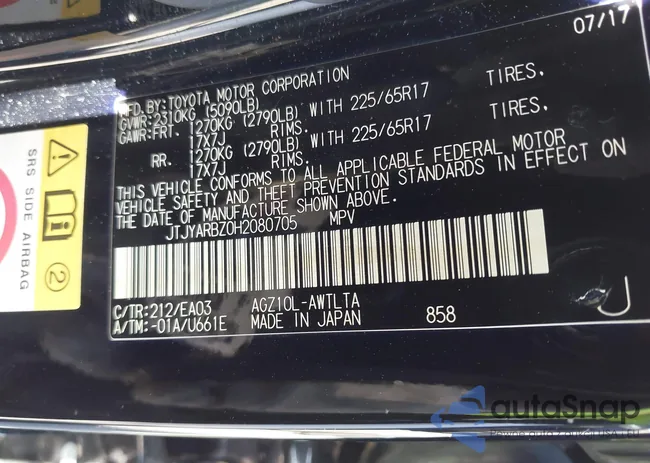 07/17
MFD.BY:TOYOTA MOTOR CORPORATION
GVWR:2310KG (5090LB)
GAWR:FRT. 1270KG (2790LB) WITH 225/65R17 TIRES,
17X7J RIMS.
RR. 1270KG (2790LB) WITH 225/65R17 TIRES,
17X7J RIMS.
THIS VEHICLE CONFORMS TO ALL APPLICABLE FEDERAL MOTOR
VEHICLE SAFETY AND THEFT PREVENTION STANDARDS IN EFFECT ON
THE DATE OF MANUFACTURE SHOWN ABOVE.
JTJYARBZ0H2080705 MPV
C/TR:212/EA03 AGZ10L-AWTLTA
A/TM:-01A/U661E MADE IN JAPAN 858
SRS SIDE AIRBAG
2
autoSnap